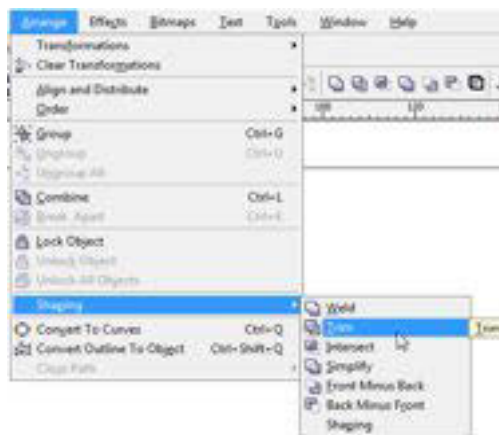 Arrange Effects Bitmaps Text Tools Window Help
Transformations
Clear Transformations
Align and Distribute
Order
100 120
Group Ctrl+G
Ungroup Ctrl+U
Ungroup All
Combine Ctrl+L
Break Apart Ctrl+K
Lock Object
Unlock Object
Unlock All Objects
Shaping
Convert To Curves Ctrl+Q
Convert Outline To Object Ctrl+Shift+Q
Close Path
Weld
Trim
Intersect
Simplify
Front Minus Back
Back Minus Front
Shaping